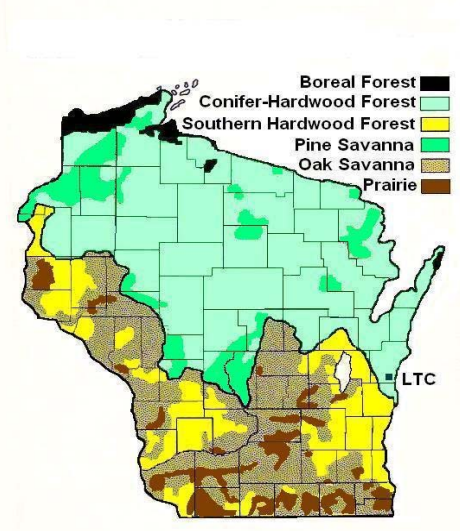 Boreal Forest
Conifer-Hardwood Forest
Southern Hardwood Forest
Pine Savanna
Oak Savanna
Prairie
LTC